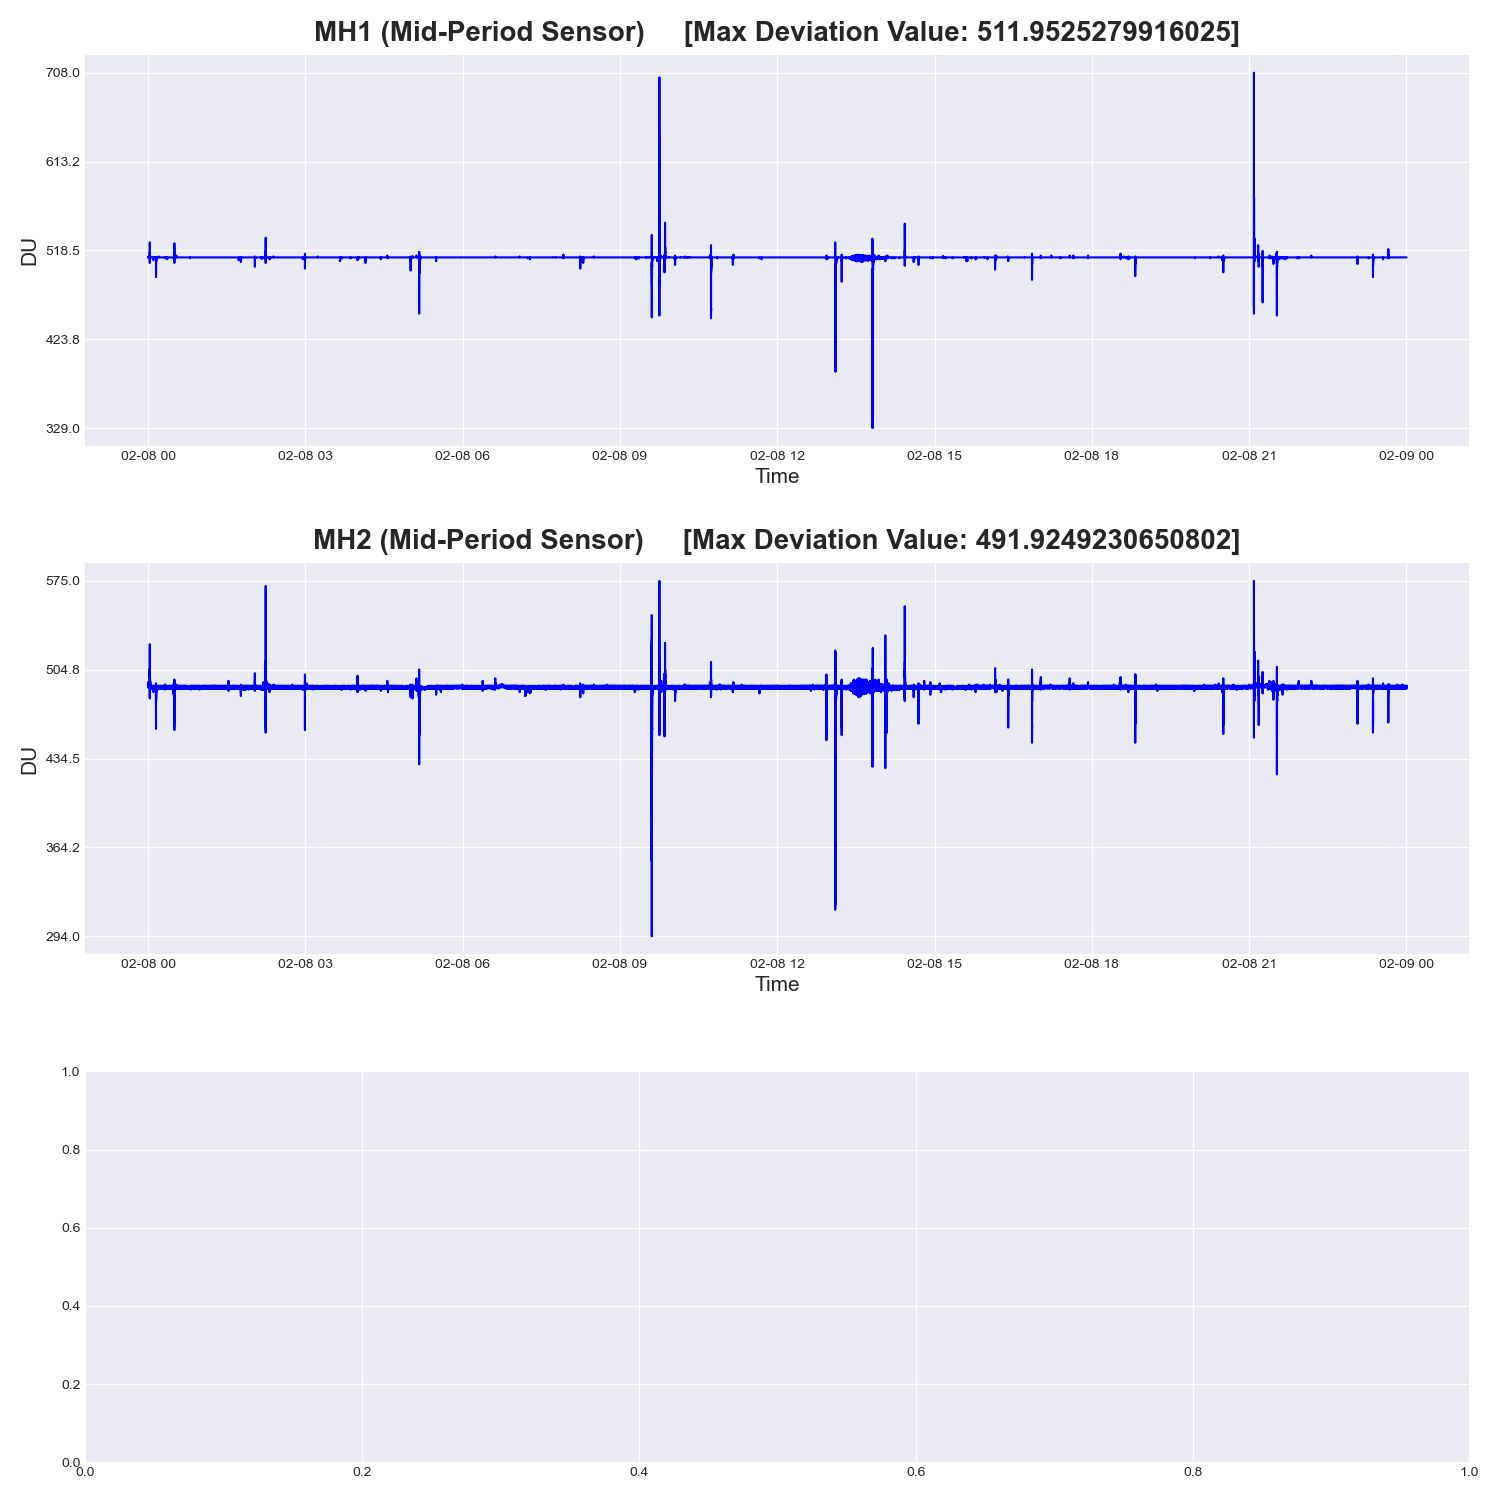 MH1 (Mid-Period Sensor) [Max Deviation Value: 511.9525279916025]
708.0
613.2
518.5
423.8
329.0
DU
02-08 00 02-08 03 02-08 06 02-08 09 02-08 12 02-08 15 02-08 18 02-08 21 02-09 00
Time
MH2 (Mid-Period Sensor) [Max Deviation Value: 491.9249230650802]
575.0
504.8
434.5
364.2
294.0
DU
02-08 00 02-08 03 02-08 06 02-08 09 02-08 12 02-08 15 02-08 18 02-08 21 02-09 00
Time
1.0
0.8
0.6
0.4
0.2
0.0
0.0 0.2 0.4 0.6 0.8 1.0